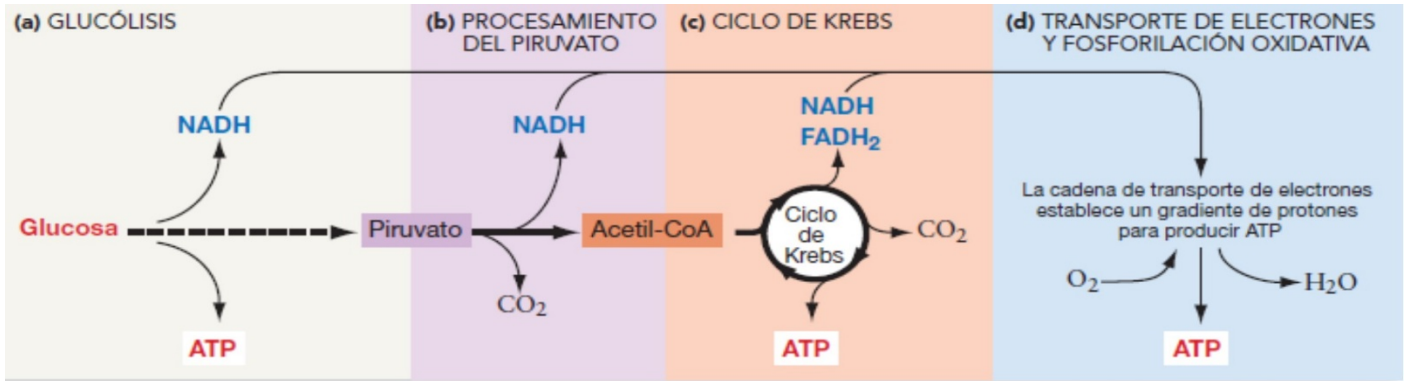 (a) GLUCÓLISIS
(b) PROCESAMIENTO
DEL PIRUVATO
(c) CICLO DE KREBS
(d) TRANSPORTE DE ELECTRONES
Y FOSFORILACIÓN OXIDATIVA
NADH
NADH
NADH
FADH₂
Glucosa
Piruvato
Acetil-CoA
Ciclo
de
Krebs
CO₂
CO₂
La cadena de transporte de electrones
establece un gradiente de protones
para producir ATP
O₂
H₂O
ATP
ATP
ATP